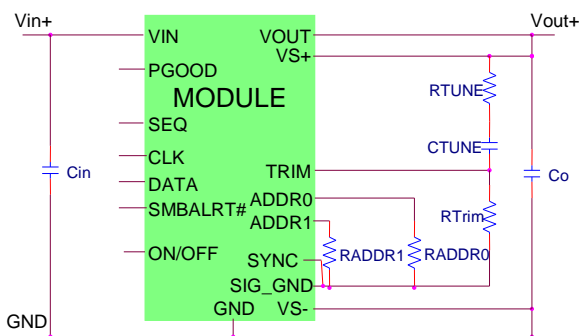 Vin+
Vout+
VIN
VOUT
VS+
PGOOD
RTUNE
MODULE
SEQ
CTUNE
CLK
TRIM
Cin
Co
DATA
ADDR0
SMBALRT#
RTrim
ADDR1
ON/OFF
RADDR1
RADDR0
SYNC
SIG_GND
GND
VS-
GND